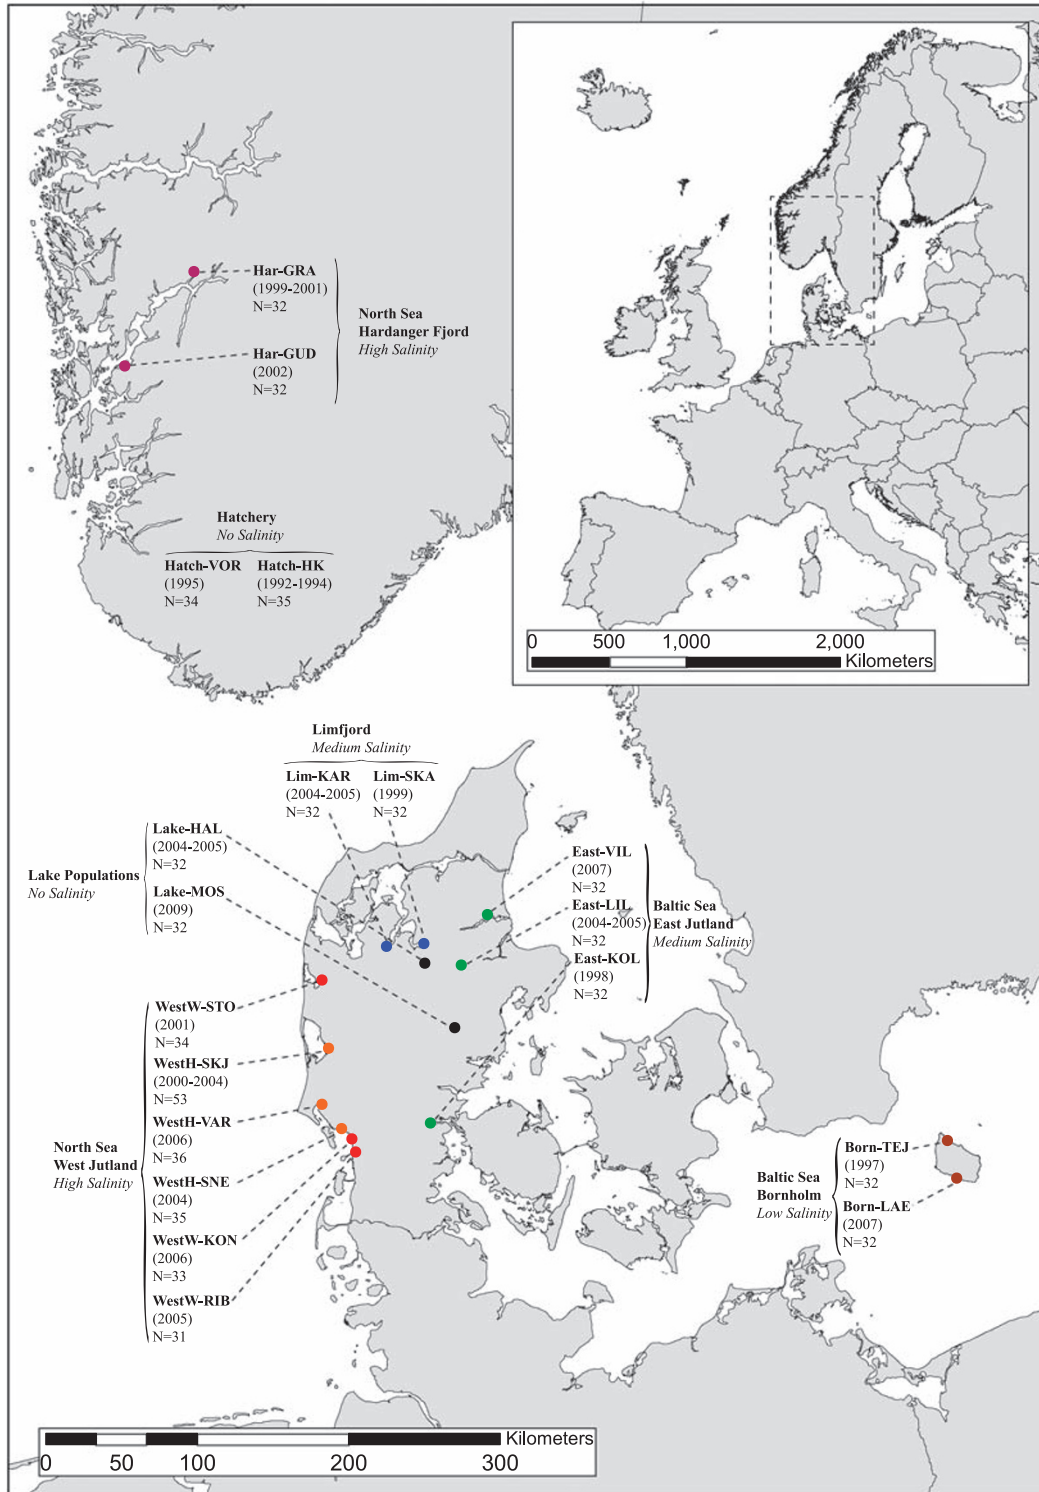 Har-GRA
(1999-2001)
N=32
Har-GUD
(2002)
N=32
North Sea
Hardanger Fjord
High Salinity
Hatchery
No Salinity
Hatch-VOR
(1995)
N=34
Hatch-HK
(1992-1994)
N=35
0 500 1,000 2,000
Kilometers
Limfjord
Medium Salinity
Lim-KAR
(2004-2005)
N=32
Lim-SKA
(1999)
N=32
Lake Populations
No Salinity
Lake-HAL
(2004-2005)
N=32
Lake-MOS
(2009)
N=32
East-VIL
(2007)
N=32
East-LIL
(2004-2005)
N=32
East-KOL
(1998)
N=32
Baltic Sea
East Jutland
Medium Salinity
North Sea
West Jutland
High Salinity
WestW-STO
(2001)
N=34
WestH-SKJ
(2000-2004)
N=53
WestH-VAR
(2006)
N=36
WestH-SNE
(2004)
N=35
WestW-KON
(2006)
N=33
WestW-RIB
(2005)
N=31
Baltic Sea
Bornholm
Low Salinity
Born-TEJ
(1997)
N=32
Born-LAE
(2007)
N=32
Kilometers
0 50 100 200 300